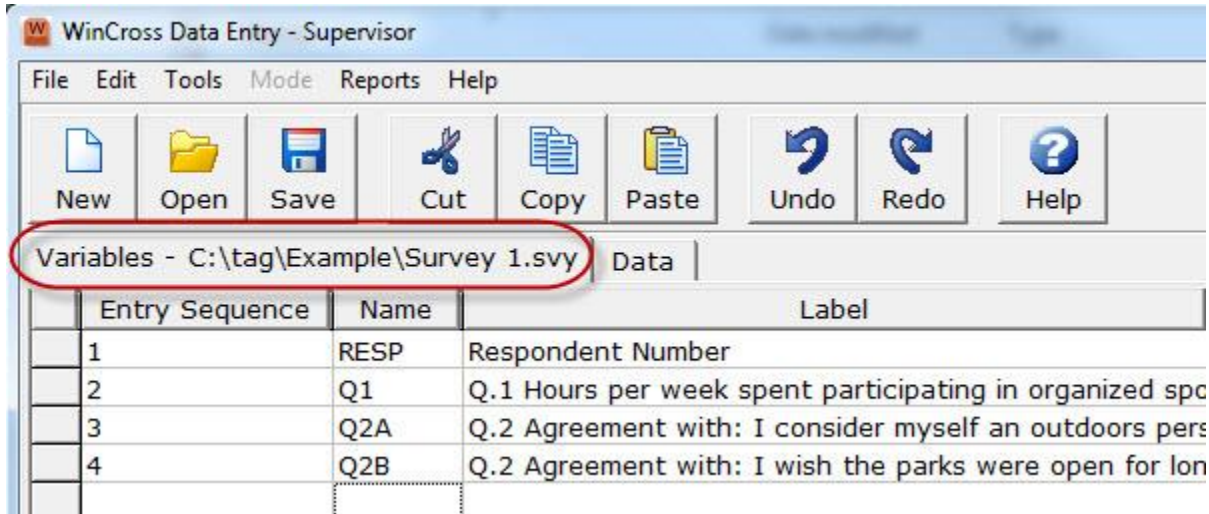 WinCross Data Entry - Supervisor
File Edit Tools Mode Reports Help
New Open Save Cut Copy Paste Undo Redo Help
Variables - C:\tag\Example\Survey 1.svy Data
Entry Sequence Name Label
1 RESP Respondent Number
2 Q1 Q.1 Hours per week spent participating in organized
3 Q2A Q.2 Agreement with: I consider myself an outdoors
4 Q2B Q.2 Agreement with: I wish the parks were open for